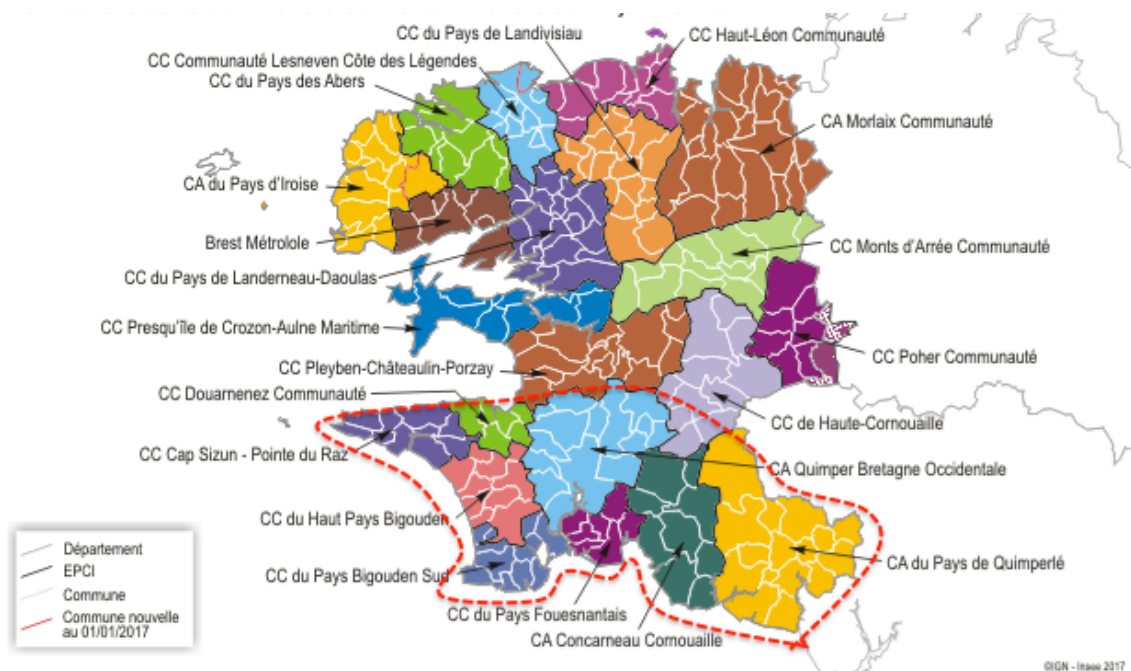 CC du Pays de Landivisiau
CC Haut-Léon Communauté
CC Communauté Lesneven Côte des Légendes
CC du Pays des Abers
CA Morlaix Communauté
CA du Pays d'Iroise
Brest Métrolole
CC Monts d'Arrée Communauté
CC du Pays de Landerneau-Daoulas
CC Presqu'île de Crozon-Aulne Maritime
CC Poher Communauté
CC Pleyben-Châteaulin-Porzay
CC Douarnenez Communauté
CC de Haute-Cornouaille
CC Cap Sizun - Pointe du Raz
CA Quimper Bretagne Occidentale
CC du Haut Pays Bigouden
Département
EPCI
Commune
Commune nouvelle
au 01/01/2017
CA du Pays de Quimperlé
CC du Pays Bigouden Sud
CC du Pays Fouesnantais
CA Concarneau Cornouaille
©IGN - Insee 2017